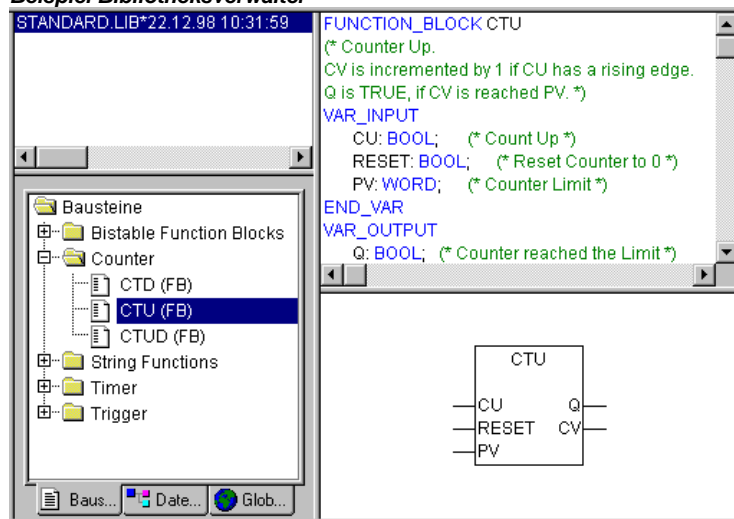 Beispiel Bibliotheksverwalter
STANDARD.LIB*22.12.98 10:31:59
FUNCTION_BLOCK CTU
(* Counter Up.
CV is incremented by 1 if CU has a rising edge.
Q is TRUE, if CV is reached PV. *)
VAR_INPUT
CU: BOOL; (* Count Up *)
RESET: BOOL; (* Reset Counter to 0 *)
PV: WORD; (* Counter Limit *)
END_VAR
VAR_OUTPUT
Q: BOOL; (* Counter reached the Limit *)
Bausteine
Bistable Function Blocks
Counter
CTD (FB)
CTU (FB)
CTUD (FB)
String Functions
Timer
Trigger
Baus... Date... Glob...
CTU
CU Q
RESET CV
PV